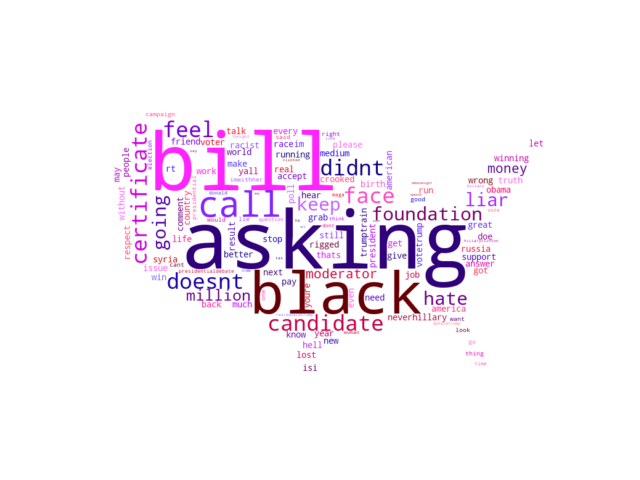 campaign
certificate
feel
talk
every
said
right
please
let
may
people
election
friend
voter
racist
raceim
running
medium
american
winning
bill
didnt
money
rt
work
world
make
yall
real
accept
crooked
birth
run
wrong
truth
doe
russia
answer
obama
good
without
going
comment
country
call
lie
poll
hear
maga
keep
face
liar
respect
life
result
grab
think
trumptrain
president
votetrump
foundation
great
support
syria
asking
stop
still
rigged
thats
get
give
better
issue
win
cant
presidentialdebate
next
moderator
job
got
doesnt
pay
youre
even
need
hate
million
black
back
much
america
candidate
neverhillary
want
know
year
new
look
hell
go
lost
thing
isi
time